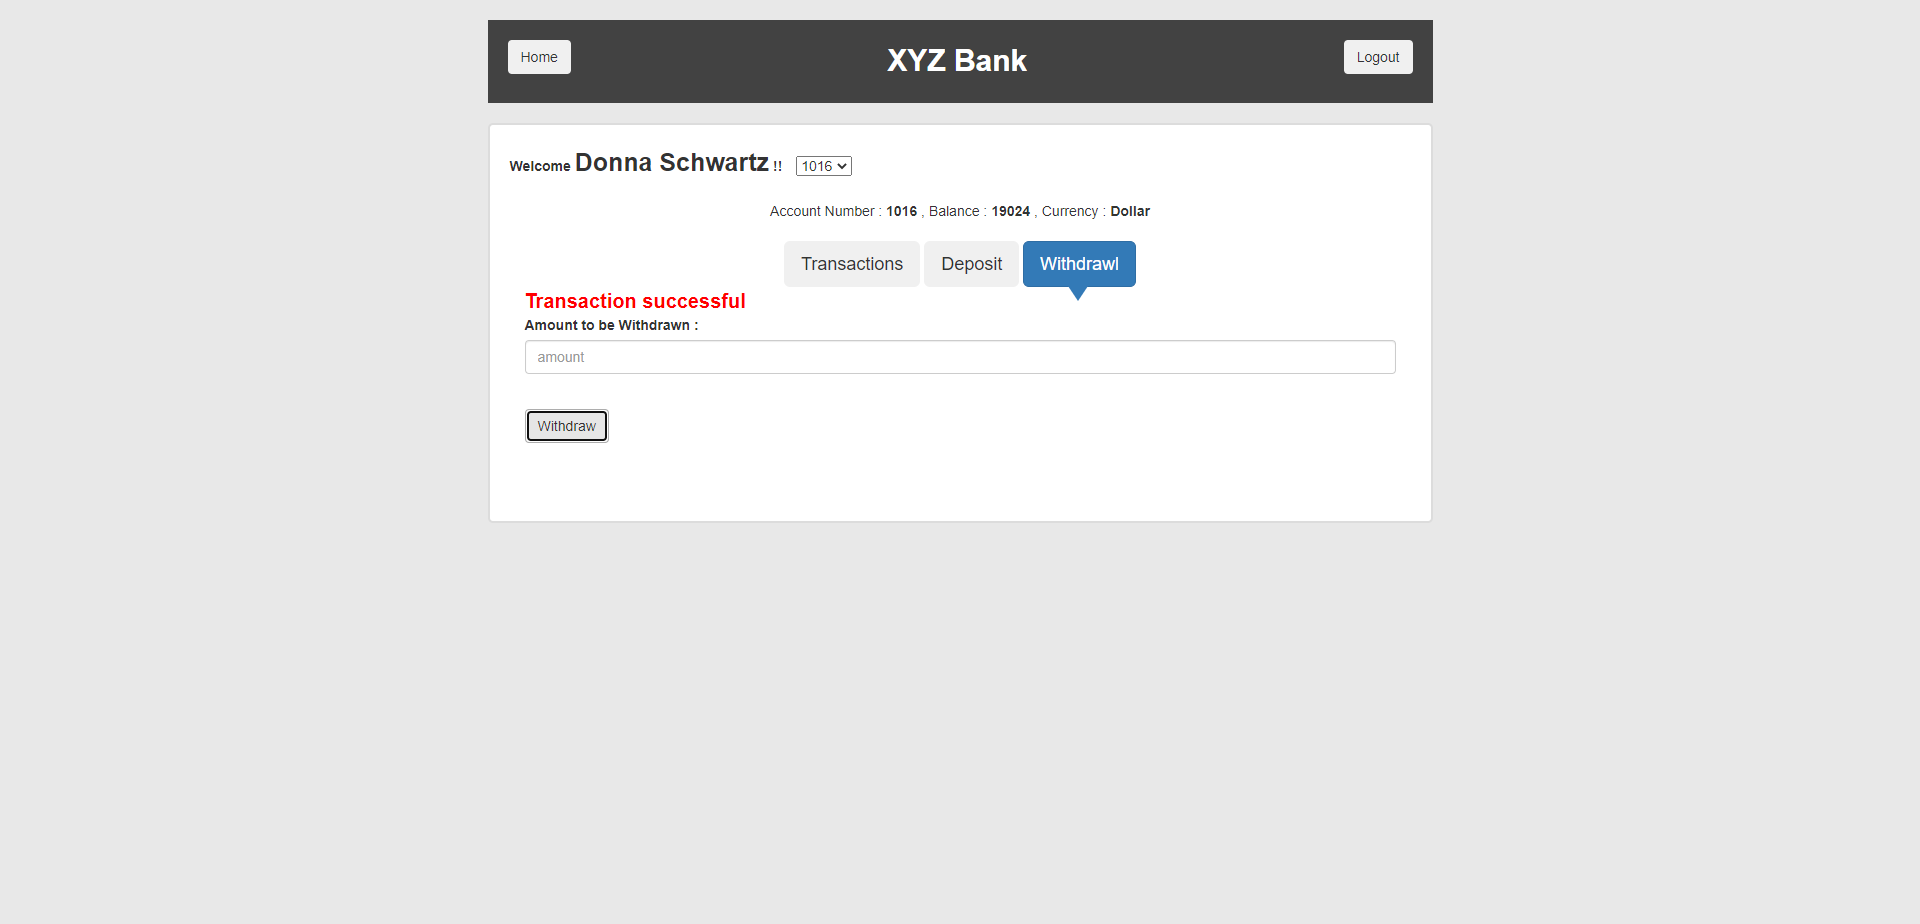 Home
XYZ Bank
Logout
Welcome Donna Schwartz !! 1016
Account Number : 1016 , Balance : 19024 , Currency : Dollar
Transactions
Deposit
Withdrawl
Transaction successful
Amount to be Withdrawn :
amount
Withdraw